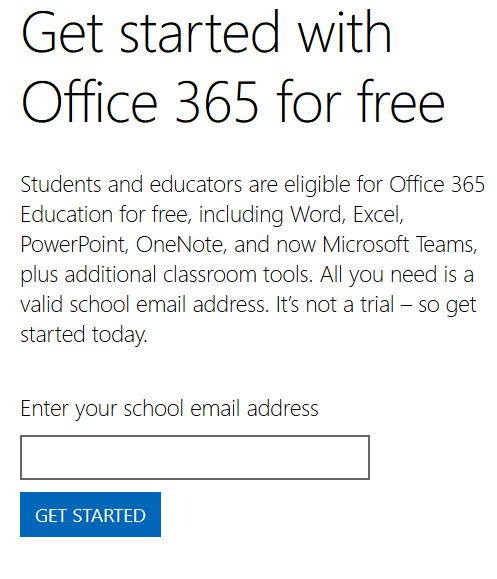 Get started with
Office 365 for free
Students and educators are eligible for Office 365
Education for free, including Word, Excel,
PowerPoint, OneNote, and now Microsoft Teams,
plus additional classroom tools. All you need is a
valid school email address. It’s not a trial – so get
started today.
Enter your school email address
GET STARTED